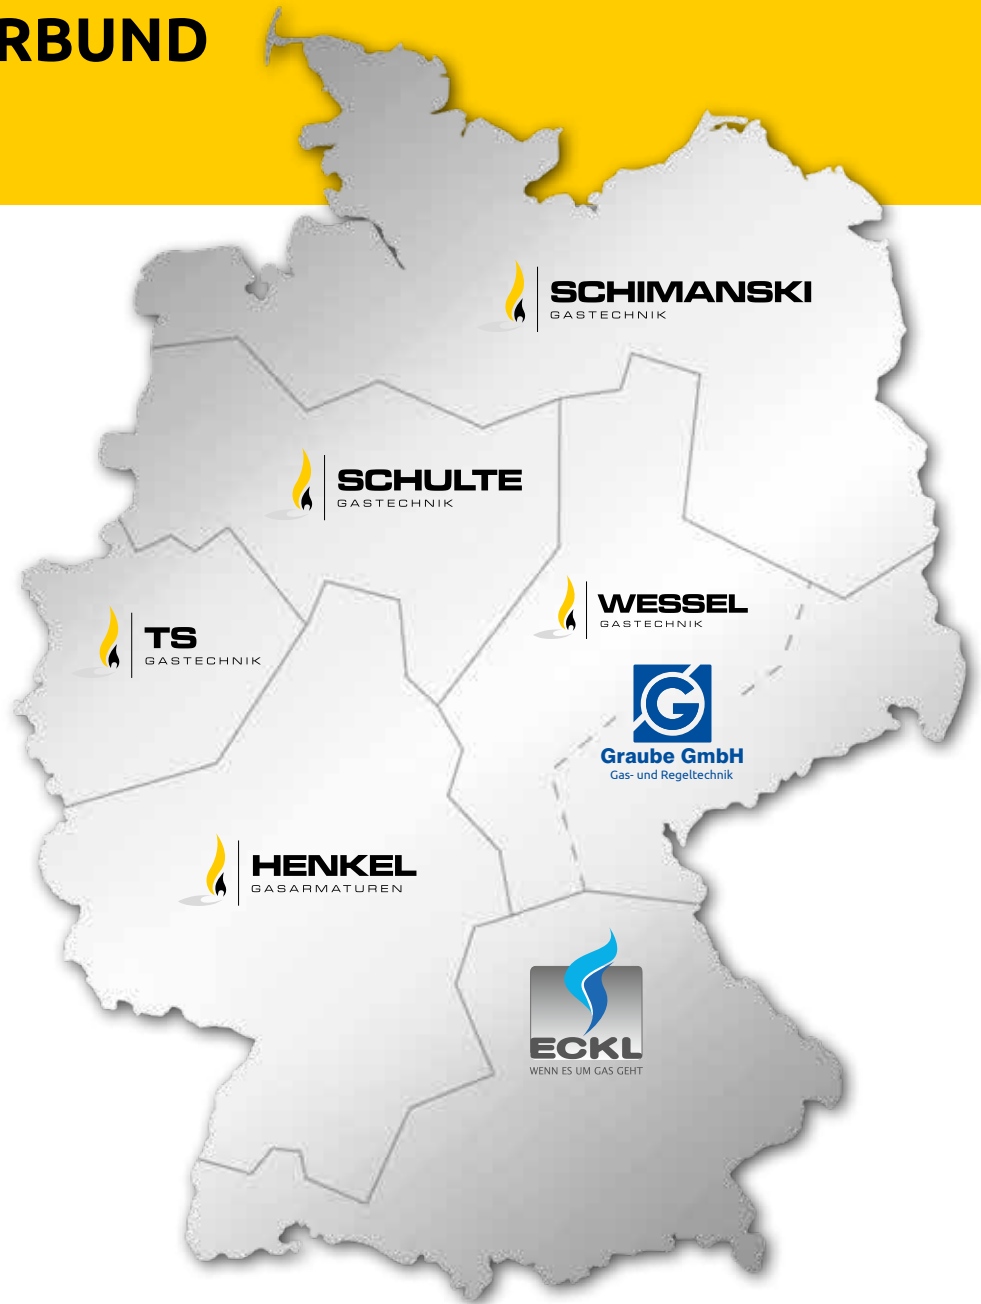 RBUND
SCHIMANSKI
GASTECHNIK
SCHULTE
GASTECHNIK
WESSEL
GASTECHNIK
TS
GASTECHNIK
G
Graube GmbH
Gas- und Regeltechnik
HENKEL
GASARMATUREN
ECKL
WENN ES UM GAS GEHT